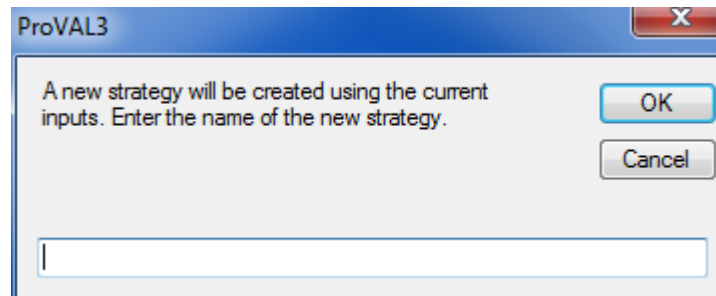 ProVAL3
A new strategy will be created using the current
inputs. Enter the name of the new strategy.
OK
Cancel